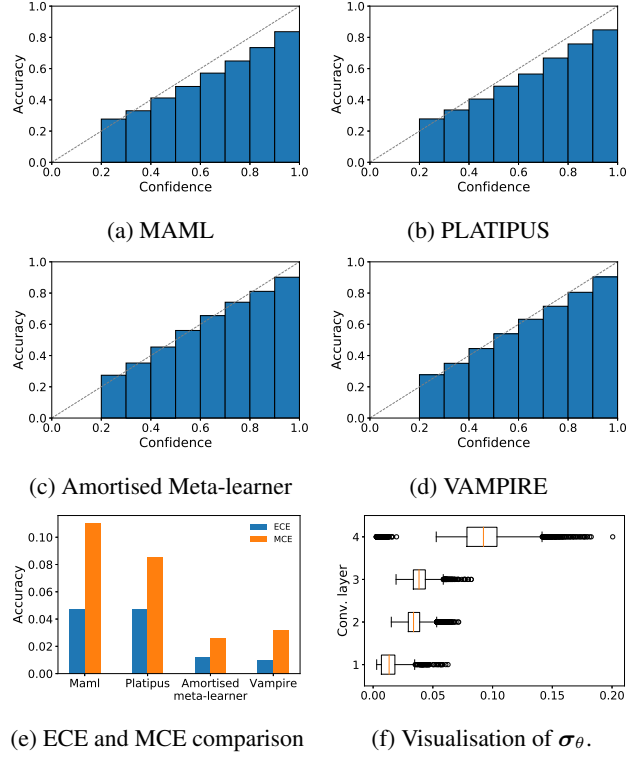 1.0
0.8
0.6
0.4
0.2
0.0
Accuracy
0.0 0.2 0.4 0.6 0.8 1.0
Confidence
(a) MAML
1.0
0.8
0.6
0.4
0.2
0.0
Accuracy
0.0 0.2 0.4 0.6 0.8 1.0
Confidence
(b) PLATIPUS
1.0
0.8
0.6
0.4
0.2
0.0
Accuracy
0.0 0.2 0.4 0.6 0.8 1.0
Confidence
(c) Amortised Meta-learner
1.0
0.8
0.6
0.4
0.2
0.0
Accuracy
0.0 0.2 0.4 0.6 0.8 1.0
Confidence
(d) VAMPIRE
ECE
MCE
0.10
0.08
0.06
0.04
0.02
0.00
Accuracy
Maml Platipus Amortised Vampire
meta-learner
(e) ECE and MCE comparison
4
3
2
1
Conv. layer
0.00 0.05 0.10 0.15 0.20
(f) Visualisation of σθ.